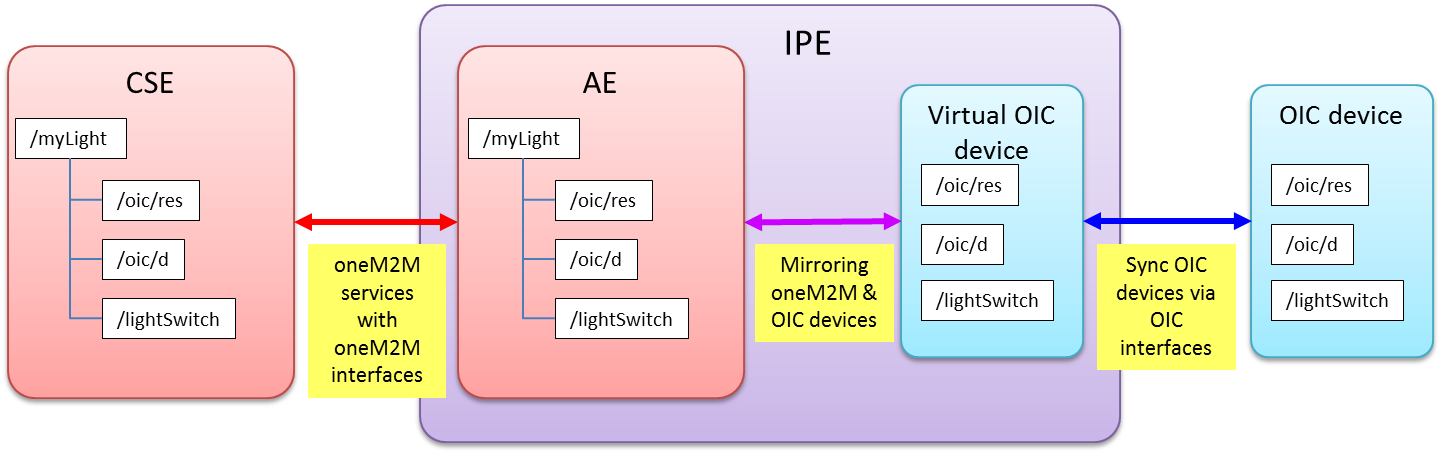 IPE
CSE
/myLight
/oic/res
/oic/d
/lightSwitch
oneM2M
services
with
oneM2M
interfaces
AE
/myLight
/oic/res
/oic/d
/lightSwitch
Mirroring
oneM2M &
OIC devices
Virtual OIC
device
/oic/res
/oic/d
/lightSwitch
Sync OIC
devices via
OIC
interfaces
OIC device
/oic/res
/oic/d
/lightSwitch